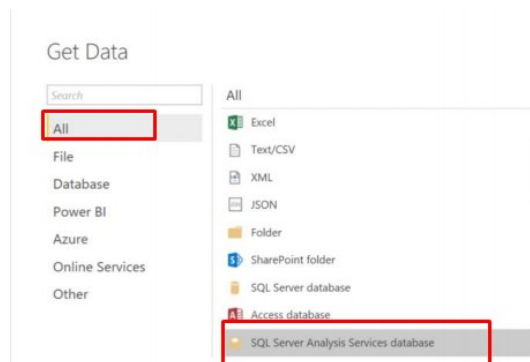 Get Data
Search
All
File
Database
Power BI
Azure
Online Services
Other
All
Excel
Text/CSV
XML
JSON
Folder
SharePoint folder
SQL Server database
Access database
SQL Server Analysis Services database